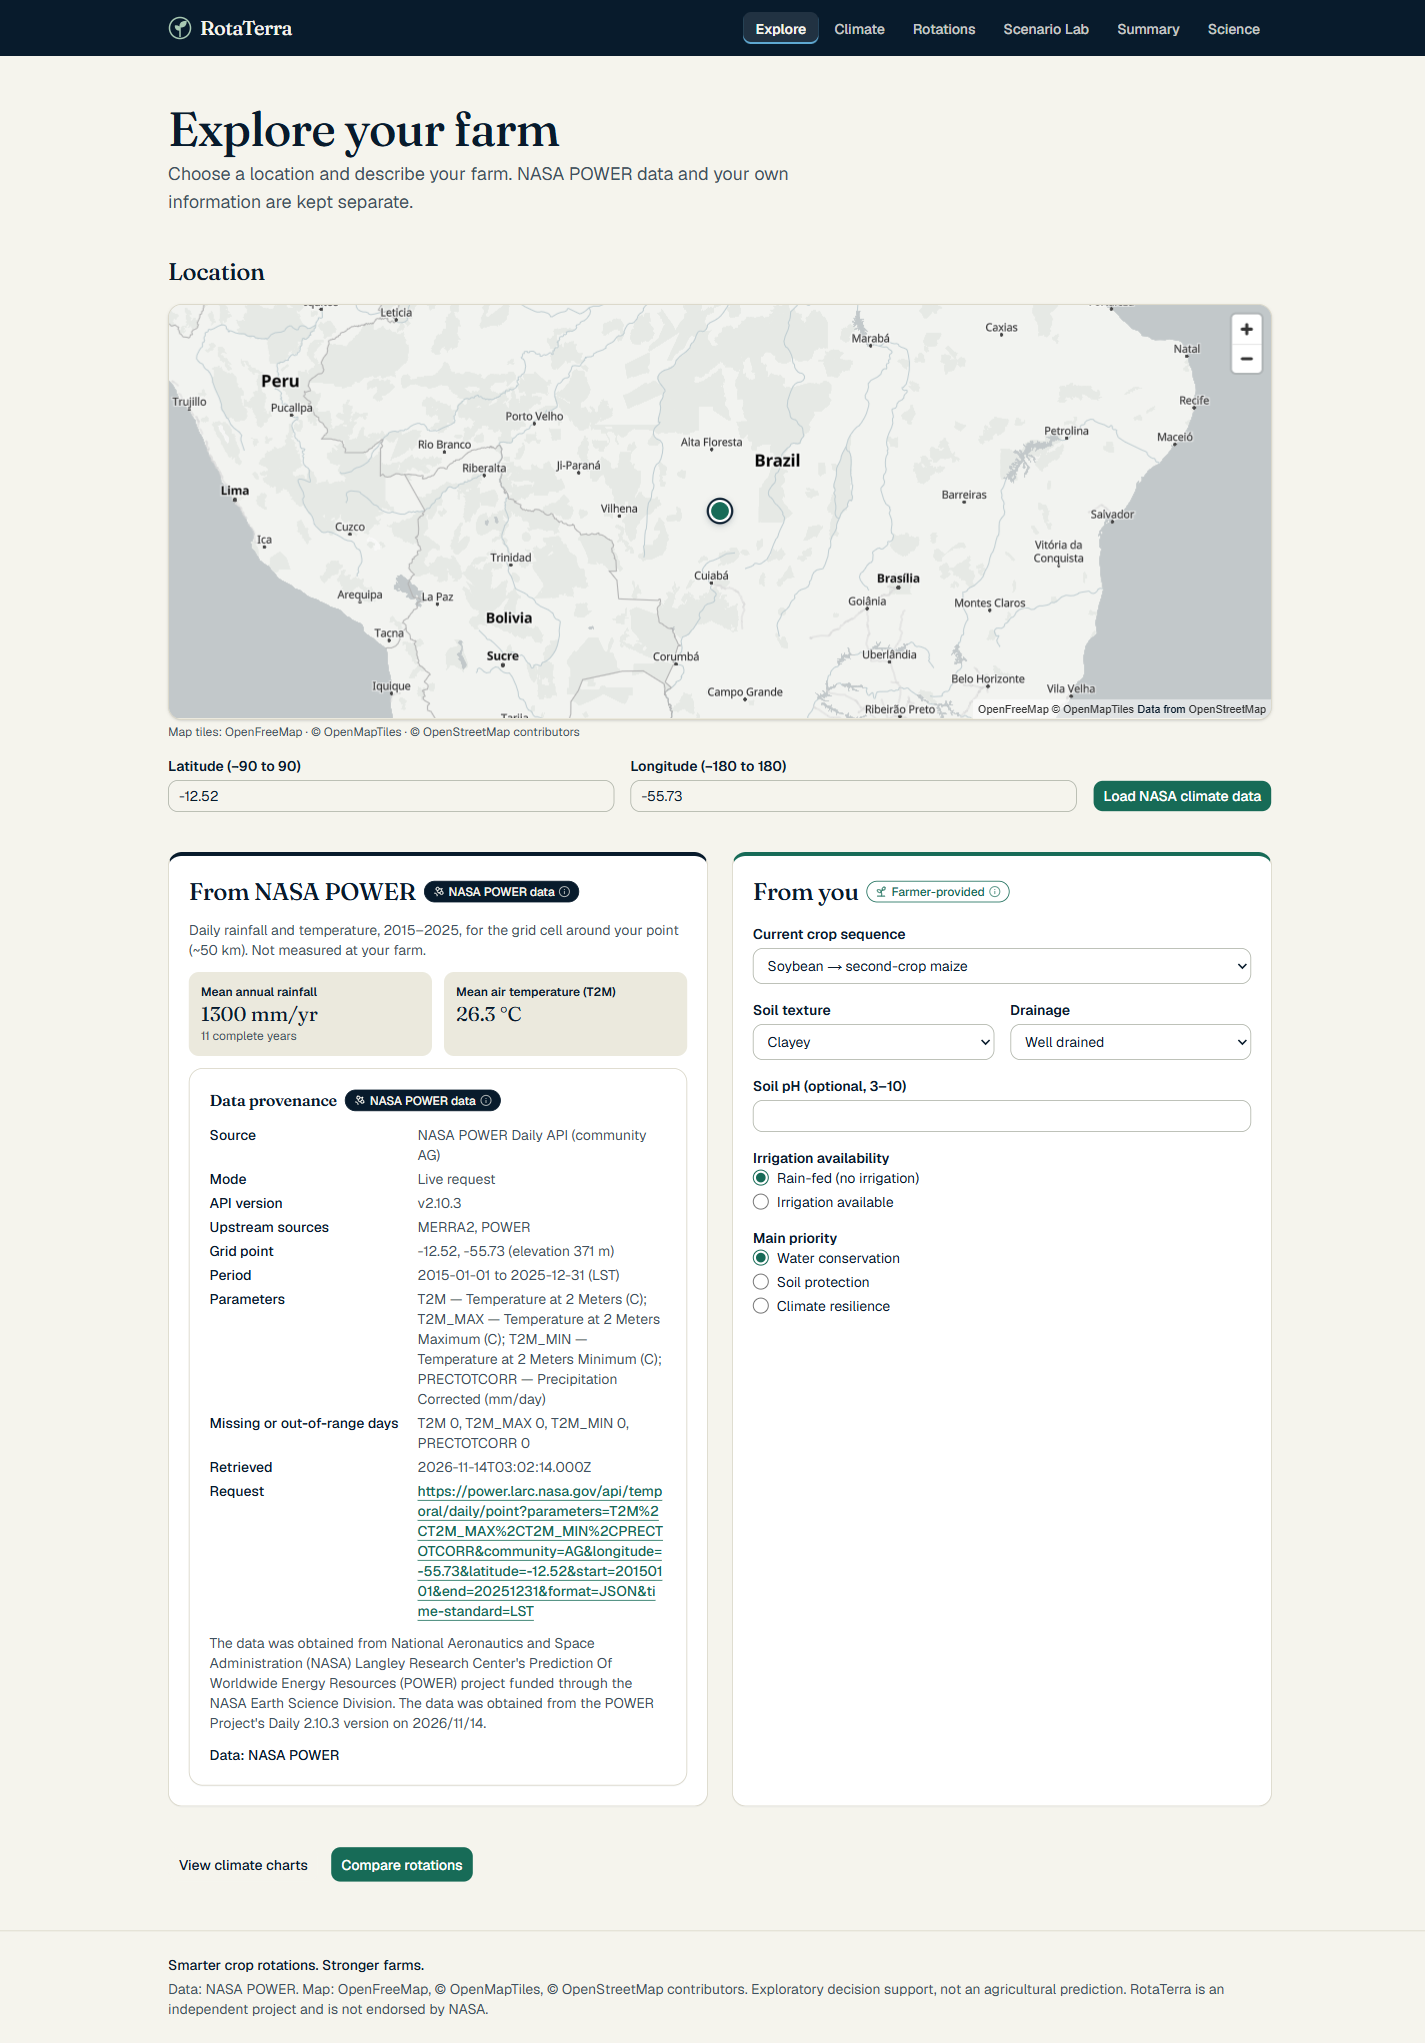 RotaTerra
Explore
Climate
Rotations
Scenario Lab
Summary
Science
Explore your farm
Choose a location and describe your farm. NASA POWER data and your own
information are kept separate.
Location
Leticia
Marabá
Caxias
Natal
Peru
Trujillo
Pucallpa
Porto Velho
Recife
Rio Branco
Alta Floresta
Petrolina
Maceió
Riberalta
Ji-Paraná
Brazil
Lima
Vilhena
Barreiras
Cuzco
Salvador
Ica
Trinidad
Vitória da
Conquista
Cuiabá
Brasília
Arequipa
La Paz
Goiânia
Montes Claros
Bolivia
Tacna
Sucre
Corumbá
Uberlândia
Iquique
Campo Grande
Belo Horizonte
Vila Velha
Tarija
Ribeirão Preto
OpenFreeMap © OpenMapTiles Data from OpenStreetMap
Map tiles: OpenFreeMap · © OpenMapTiles · © OpenStreetMap contributors
Latitude (−90 to 90)
Longitude (−180 to 180)
-12.52
-55.73
Load NASA climate data
From NASA POWER
NASA POWER data
Daily rainfall and temperature, 2015–2025, for the grid cell around your point
(~50 km). Not measured at your farm.
Mean annual rainfall
1300 mm/yr
11 complete years
Mean air temperature (T2M)
26.3 °C
Data provenance
NASA POWER data
Source
NASA POWER Daily API (community
AG)
Mode
Live request
API version
v2.10.3
Upstream sources
MERRA2, POWER
Grid point
-12.52, -55.73 (elevation 371 m)
Period
2015-01-01 to 2025-12-31 (LST)
Parameters
T2M — Temperature at 2 Meters (C);
T2M_MAX — Temperature at 2 Meters
Maximum (C); T2M_MIN —
Temperature at 2 Meters Minimum (C);
PRECTOTCORR — Precipitation
Corrected (mm/day)
Missing or out-of-range days
T2M 0, T2M_MAX 0, T2M_MIN 0,
PRECTOTCORR 0
Retrieved
2026-11-14T03:02:14.000Z
Request
https://power.larc.nasa.gov/api/temp
oral/daily/point?parameters=T2M%2
CT2M_MAX%2CT2M_MIN%2CPRECT
OTCORR&community=AG&longitude=
-55.73&latitude=-12.52&start=201501
01&end=20251231&format=JSON&ti
me-standard=LST
The data was obtained from National Aeronautics and Space
Administration (NASA) Langley Research Center's Prediction Of
Worldwide Energy Resources (POWER) project funded through the
NASA Earth Science Division. The data was obtained from the POWER
Project's Daily 2.10.3 version on 2026/11/14.
Data: NASA POWER
From you
Farmer-provided
Current crop sequence
Soybean → second-crop maize
Soil texture
Drainage
Clayey
Well drained
Soil pH (optional, 3–10)
Irrigation availability
Rain-fed (no irrigation)
Irrigation available
Main priority
Water conservation
Soil protection
Climate resilience
View climate charts
Compare rotations
Smarter crop rotations. Stronger farms.
Data: NASA POWER. Map: OpenFreeMap, © OpenMapTiles, © OpenStreetMap contributors. Exploratory decision support, not an agricultural prediction. RotaTerra is an
independent project and is not endorsed by NASA.